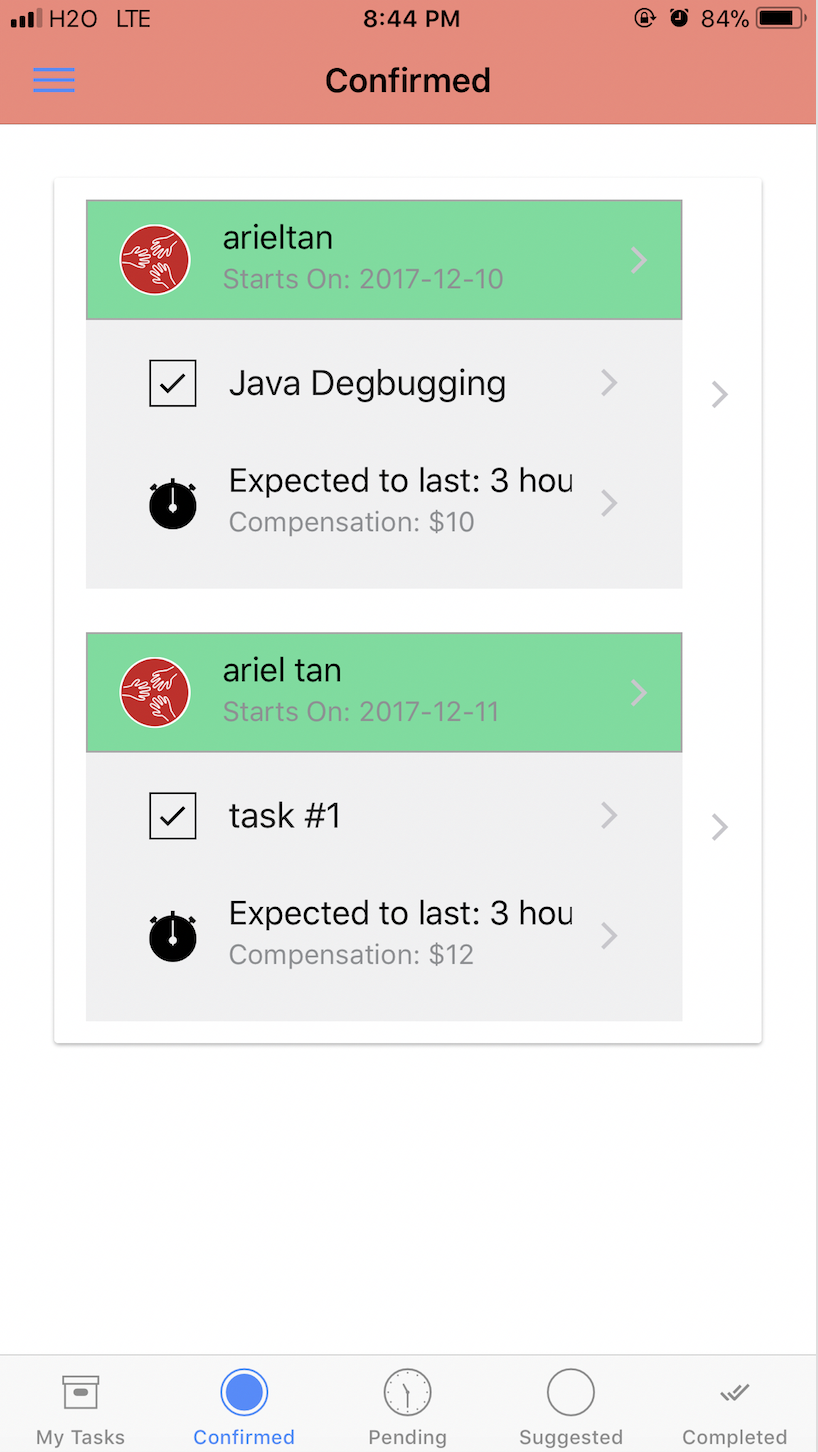 H2O LTE 8:44 PM 84%
Confirmed
arieltan
Starts On: 2017-12-10
Java Degbugging
Expected to last: 3 hou
Compensation: $10
ariel tan
Starts On: 2017-12-11
task #1
Expected to last: 3 hou
Compensation: $12
My Tasks Confirmed Pending Suggested Completed